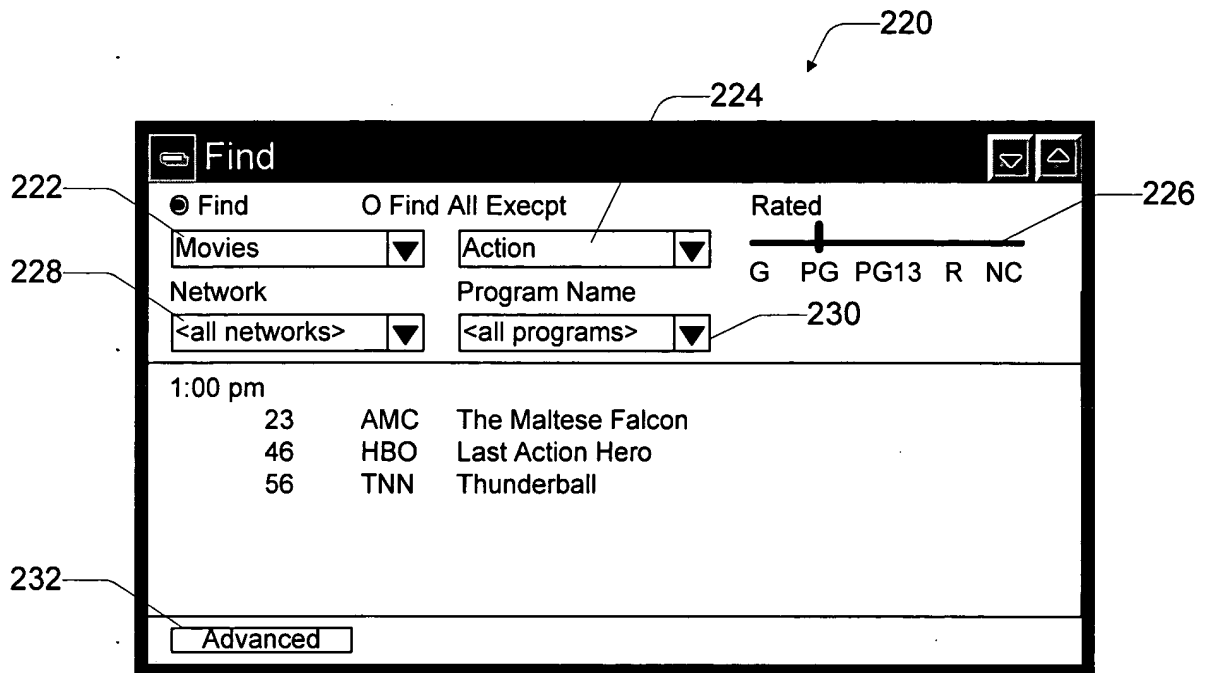 220
224
Find
222
Find O Find All Execpt Rated
226
Movies Action
G PG PG13 R NC
228
Network Program Name
230
<all networks> <all programs>
1:00 pm
23 AMC The Maltese Falcon
46 HBO Last Action Hero
56 TNN Thunderball
232
Advanced